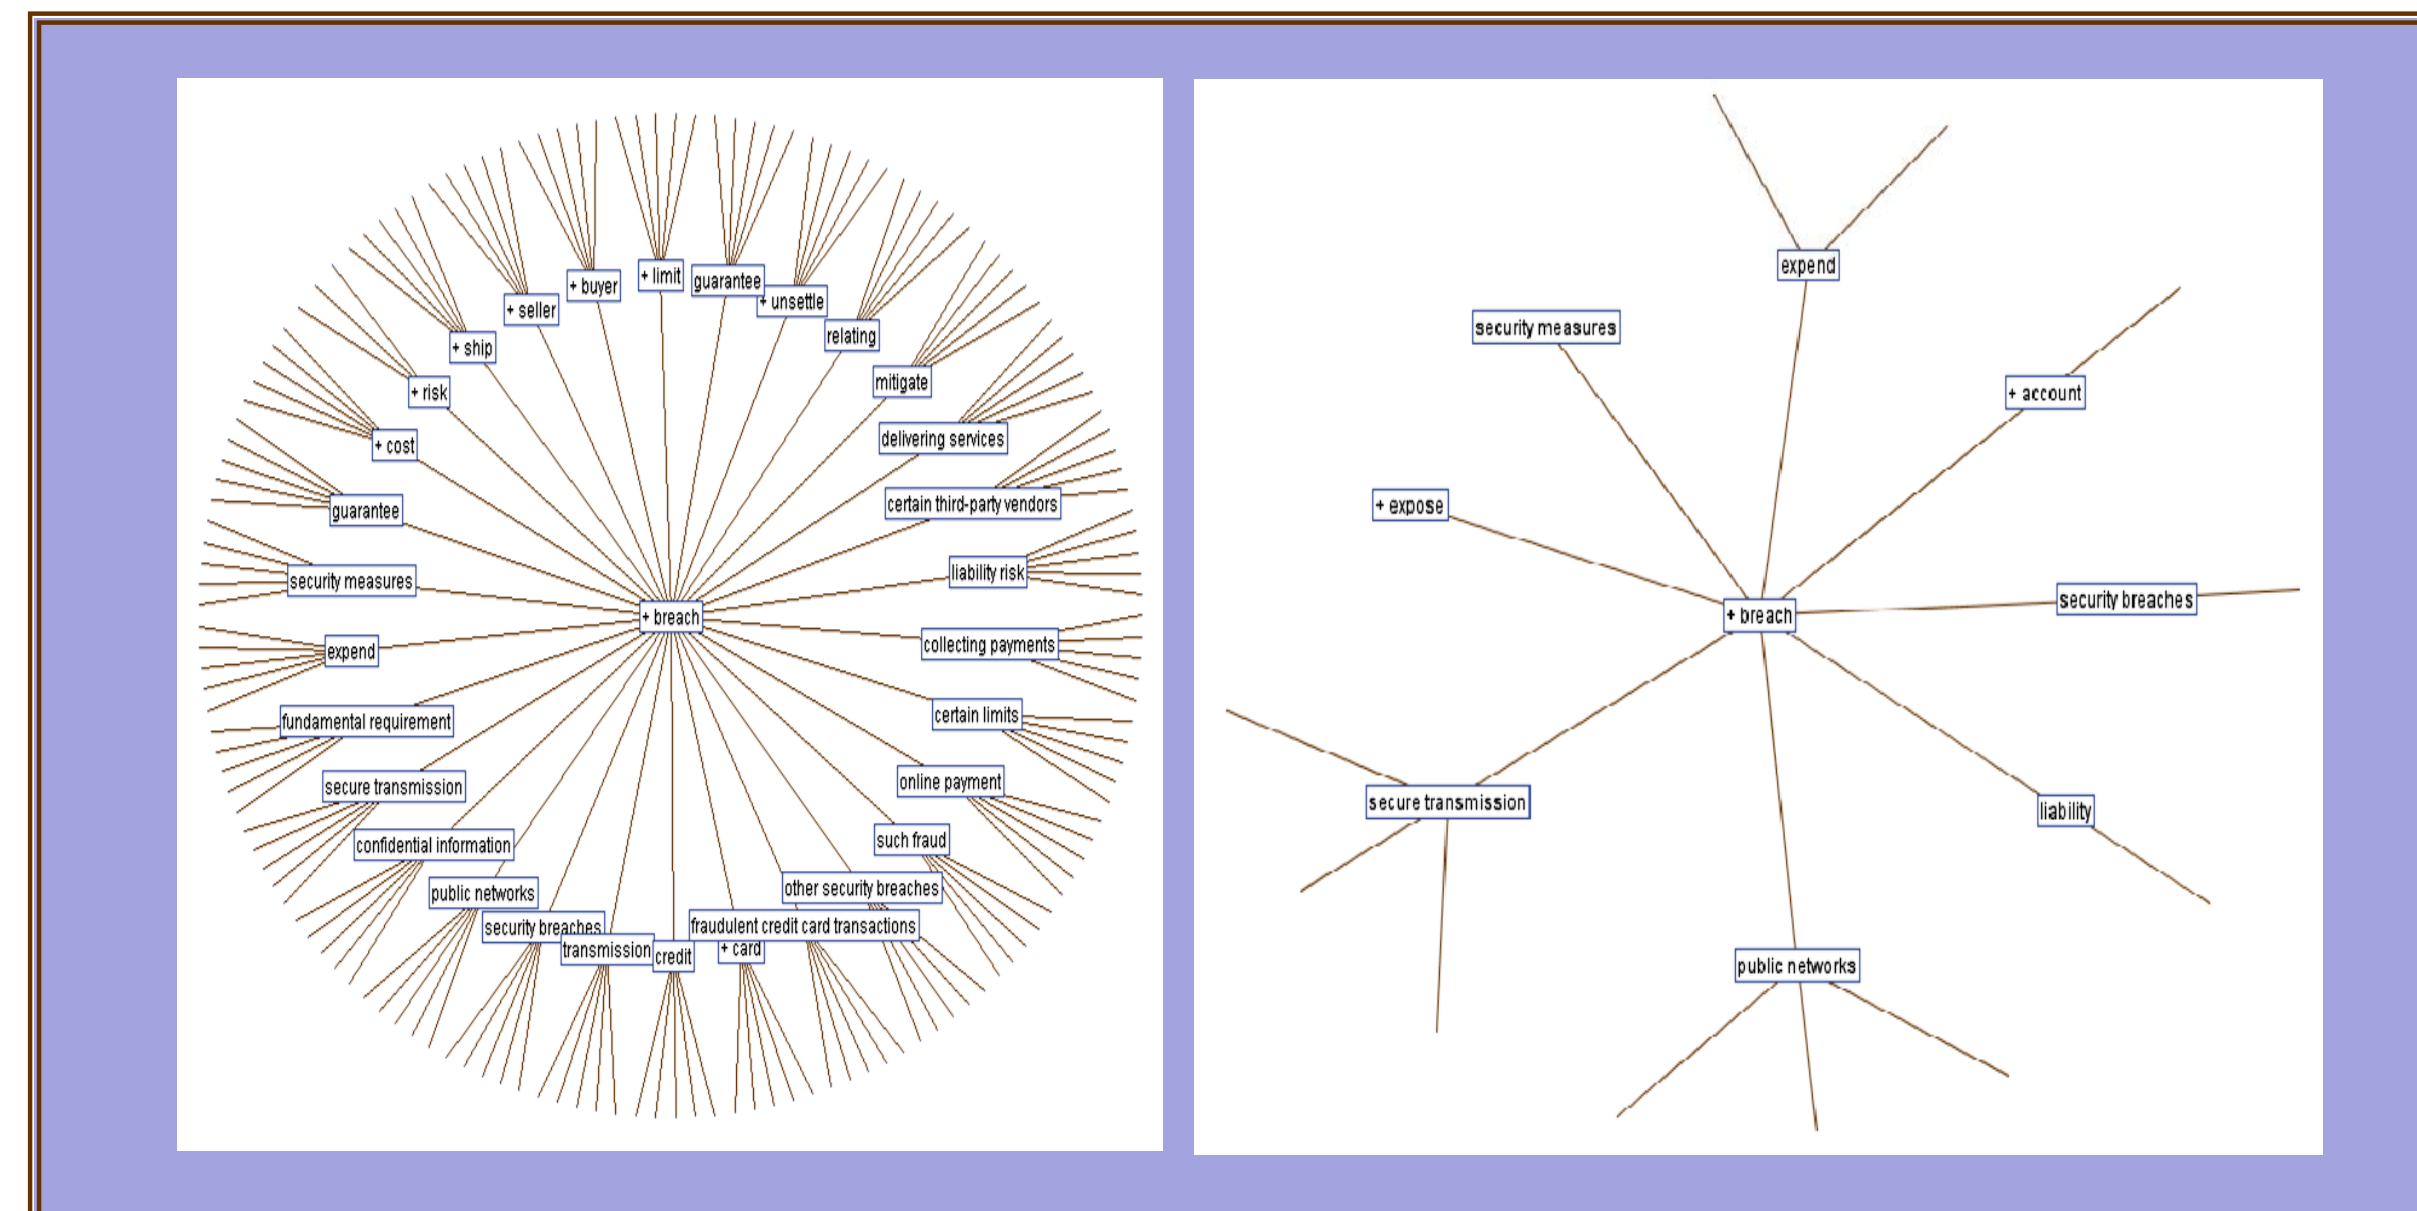 + limit
guarantee
+ buyer
+ unsettle
+ seller
relating
+ ship
mitigate
+ risk
delivering services
+ cost
certain third-party vendors
guarantee
liability risk
security measures
+ breach
collecting payments
expend
certain limits
fundamental requirement
online payment
secure transmission
such fraud
confidential information
other security breaches
public networks
fraudulent credit card transactions
security breaches
transmission
credit
+ card
expend
security measures
+ account
+ expose
security breaches
+ breach
secure transmission
liability
public networks